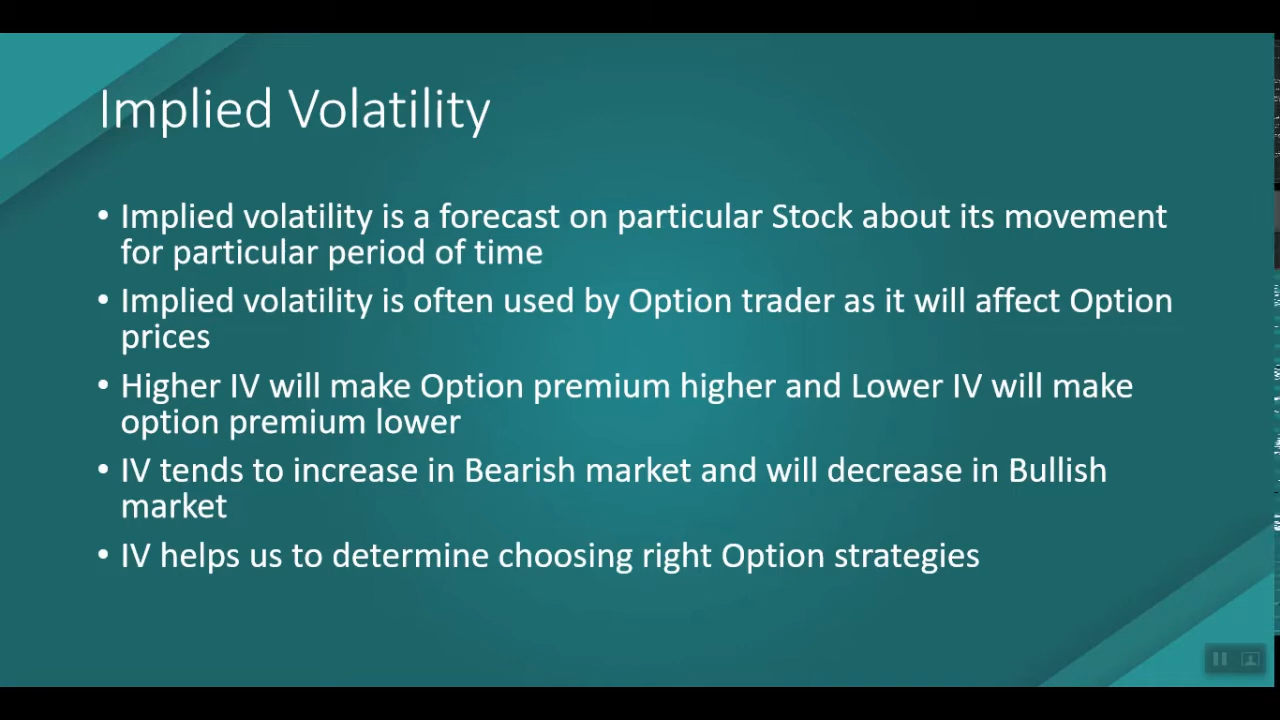 Implied Volatility
• Implied volatility is a forecast on particular Stock about its movement
for particular period of time
• Implied volatility is often used by Option trader as it will affect Option
prices
• Higher IV will make Option premium higher and Lower IV will make
option premium lower
• IV tends to increase in Bearish market and will decrease in Bullish
market
• IV helps us to determine choosing right Option strategies